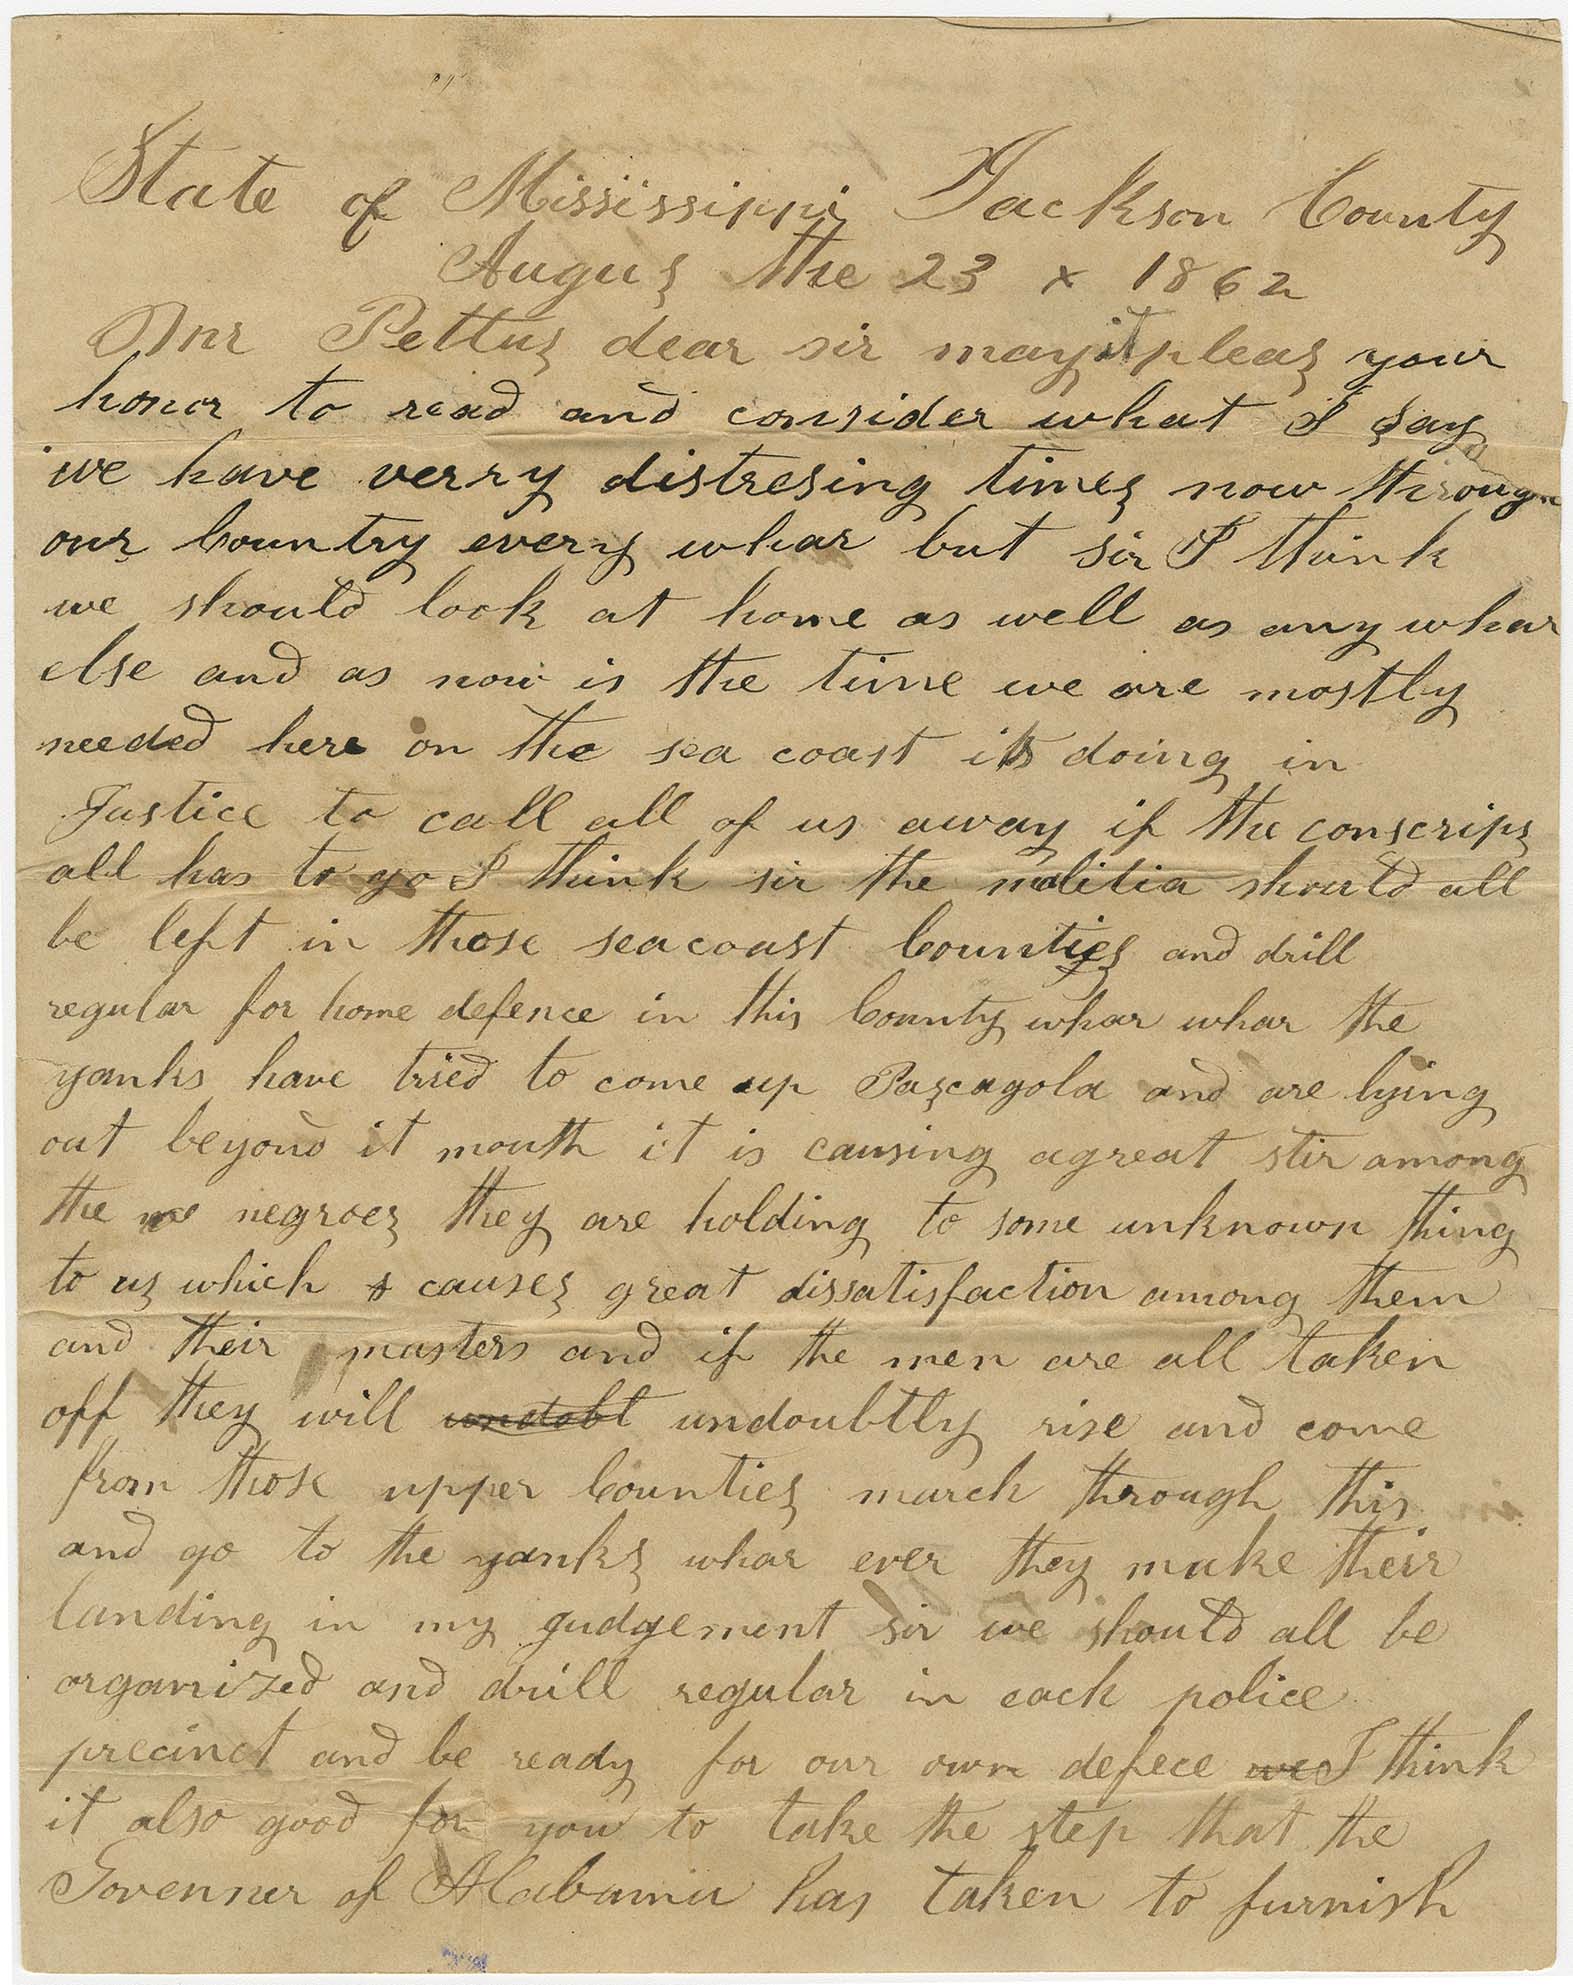 State of Mississippi Jackson County
Augus the 23 x 1862
Mr Pettus dear sir may it pleas your
honor to read and consider what I say
we have verry distresing times now through
our Country every whar but sir I think
we should look at home as well as any whar
else and as now is the time we are mostly
needed here on the sea coast its doing in
Justice to call all of us away if the conscrips
all has to go I think sir the malitia should all
be left in those seacoast Counties and drill
regular for home defence in this County whar whar the
yanks have tried to come up Pascagola and are lying
out beyond it mouth it is causing agreat stir among
the negroes they are holding to some unknown thing
to us which causes great dissatisfaction among them
and their masters and if the men are all taken
off they will undobt undoubtly rise and come
from those upper Counties march through this
and go to the yanks whar ever they make their
landing in my judgement sir we should all be
organized and drill regular in each police
precinct and be ready for our own defece we I think
it also good for you to take the step that the
Govenner of Alabama has taken to furnish